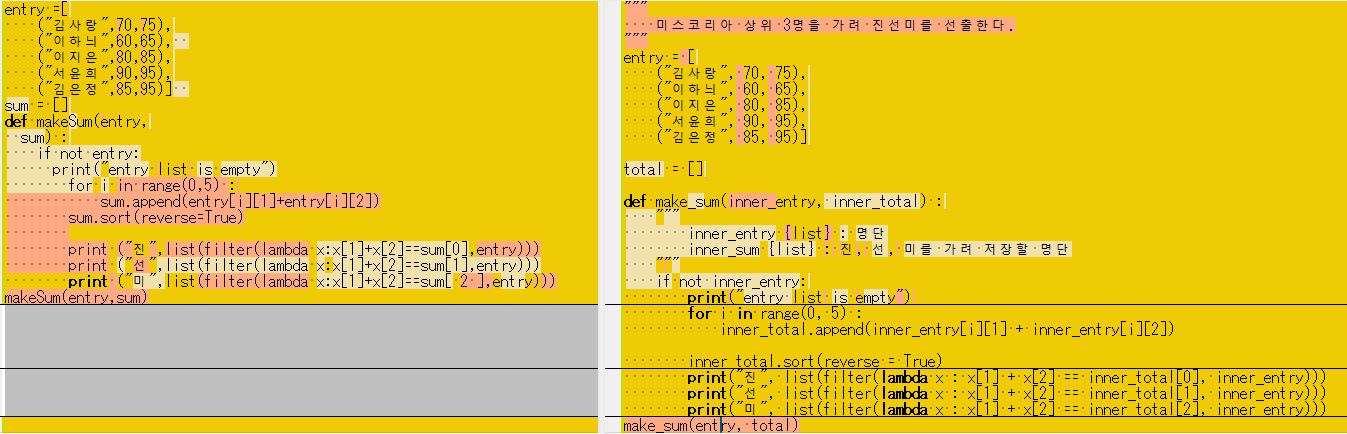 entry =[
("김사랑",70,75),
("이하늬",60,65),
("이지은",80,85),
("서윤희",90,95),
("김은정",85,95)]
sum = []
def makeSum(entry,
sum) :
if not entry:
print("entry list is empty")
for i in range(0,5) :
sum.append(entry[i][1]+entry[i][2])
sum.sort(reverse=True)
print ("진",list(filter(lambda x:x[1]+x[2]==sum[0],entry)))
print ("선",list(filter(lambda x:x[1]+x[2]==sum[1],entry)))
print ("미",list(filter(lambda x:x[1]+x[2]==sum[ 2 ],entry)))
makeSum(entry,sum)
"""
미스코리아 상위 3명을 가려 진선미를 선출한다.
"""
entry = [
("김사랑", 70, 75),
("이하늬", 60, 65),
("이지은", 80, 85),
("서윤희", 90, 95),
("김은정", 85, 95)]
total = []
def make_sum(inner_entry, inner_total) :
"""
inner_entry {list} : 명단
inner_sum {list} : 진, 선, 미를 가려 저장할 명단
"""
if not inner_entry:
print("entry list is empty")
for i in range(0, 5) :
inner_total.append(inner_entry[i][1] + inner_entry[i][2])
inner_total.sort(reverse = True)
print("진", list(filter(lambda x : x[1] + x[2] == inner_total[0], inner_entry)))
print("선", list(filter(lambda x : x[1] + x[2] == inner_total[1], inner_entry)))
print("미", list(filter(lambda x : x[1] + x[2] == inner_total[2], inner_entry)))
make_sum(entry, total)